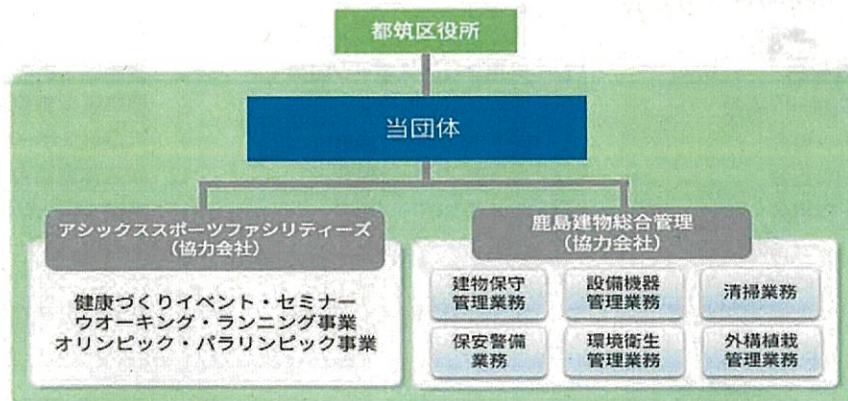 都筑区役所
当団体
アシックススポーツファシリティーズ
(協力会社)
健康づくりイベント・セミナー
ウオーキング・ランニング事業
オリンピック・パラリンピック事業
鹿島建物総合管理
(協力会社)
建物保守
管理業務
設備機器
管理業務
清掃業務
保安警備
業務
環境衛生
管理業務
外構植栽
管理業務